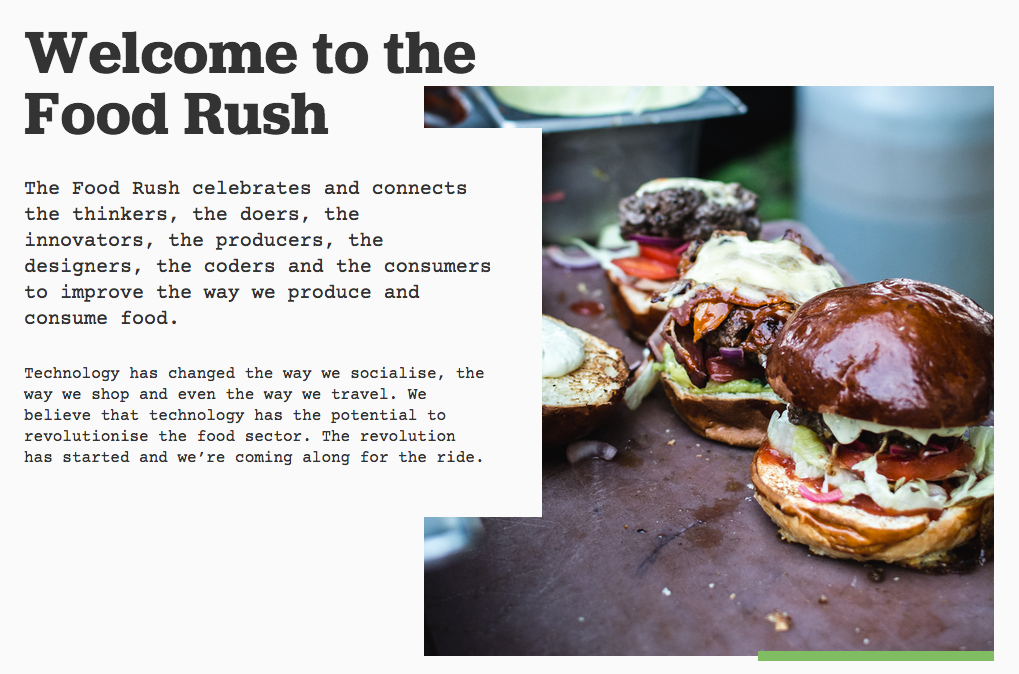 Welcome to the
Food Rush
The Food Rush celebrates and connects
the thinkers, the doers, the
innovators, the producers, the
designers, the coders and the consumers
to improve the way we produce and
consume food.
Technology has changed the way we socialise, the
way we shop and even the way we travel. We
believe that technology has the potential to
revolutionise the food sector. The revolution
has started and we’re coming along for the ride.